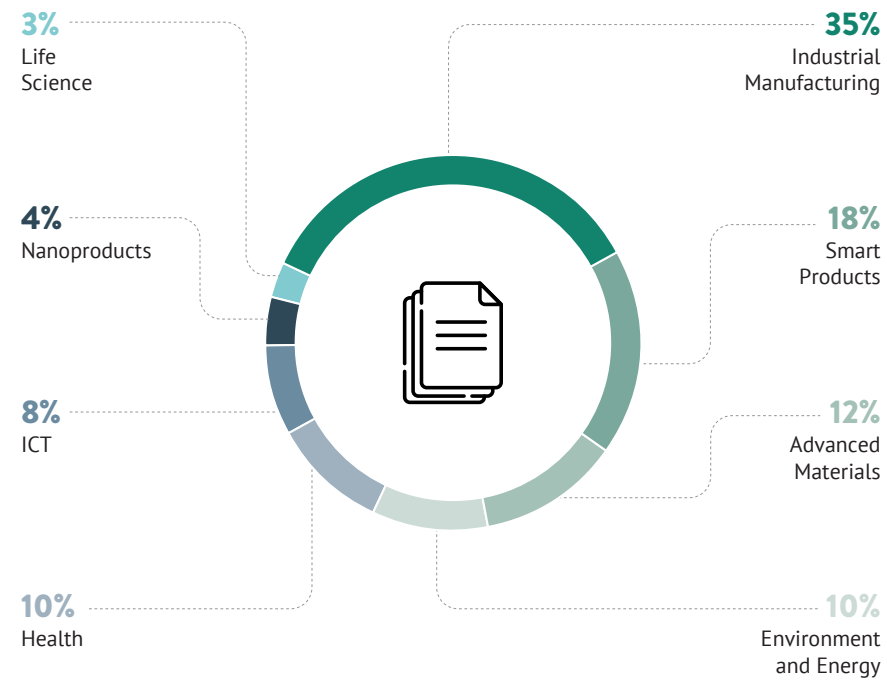 3%
Life
Science
35%
Industrial
Manufacturing
4%
Nanoproducts
18%
Smart
Products
8%
ICT
12%
Advanced
Materials
10%
Health
10%
Environment
and Energy